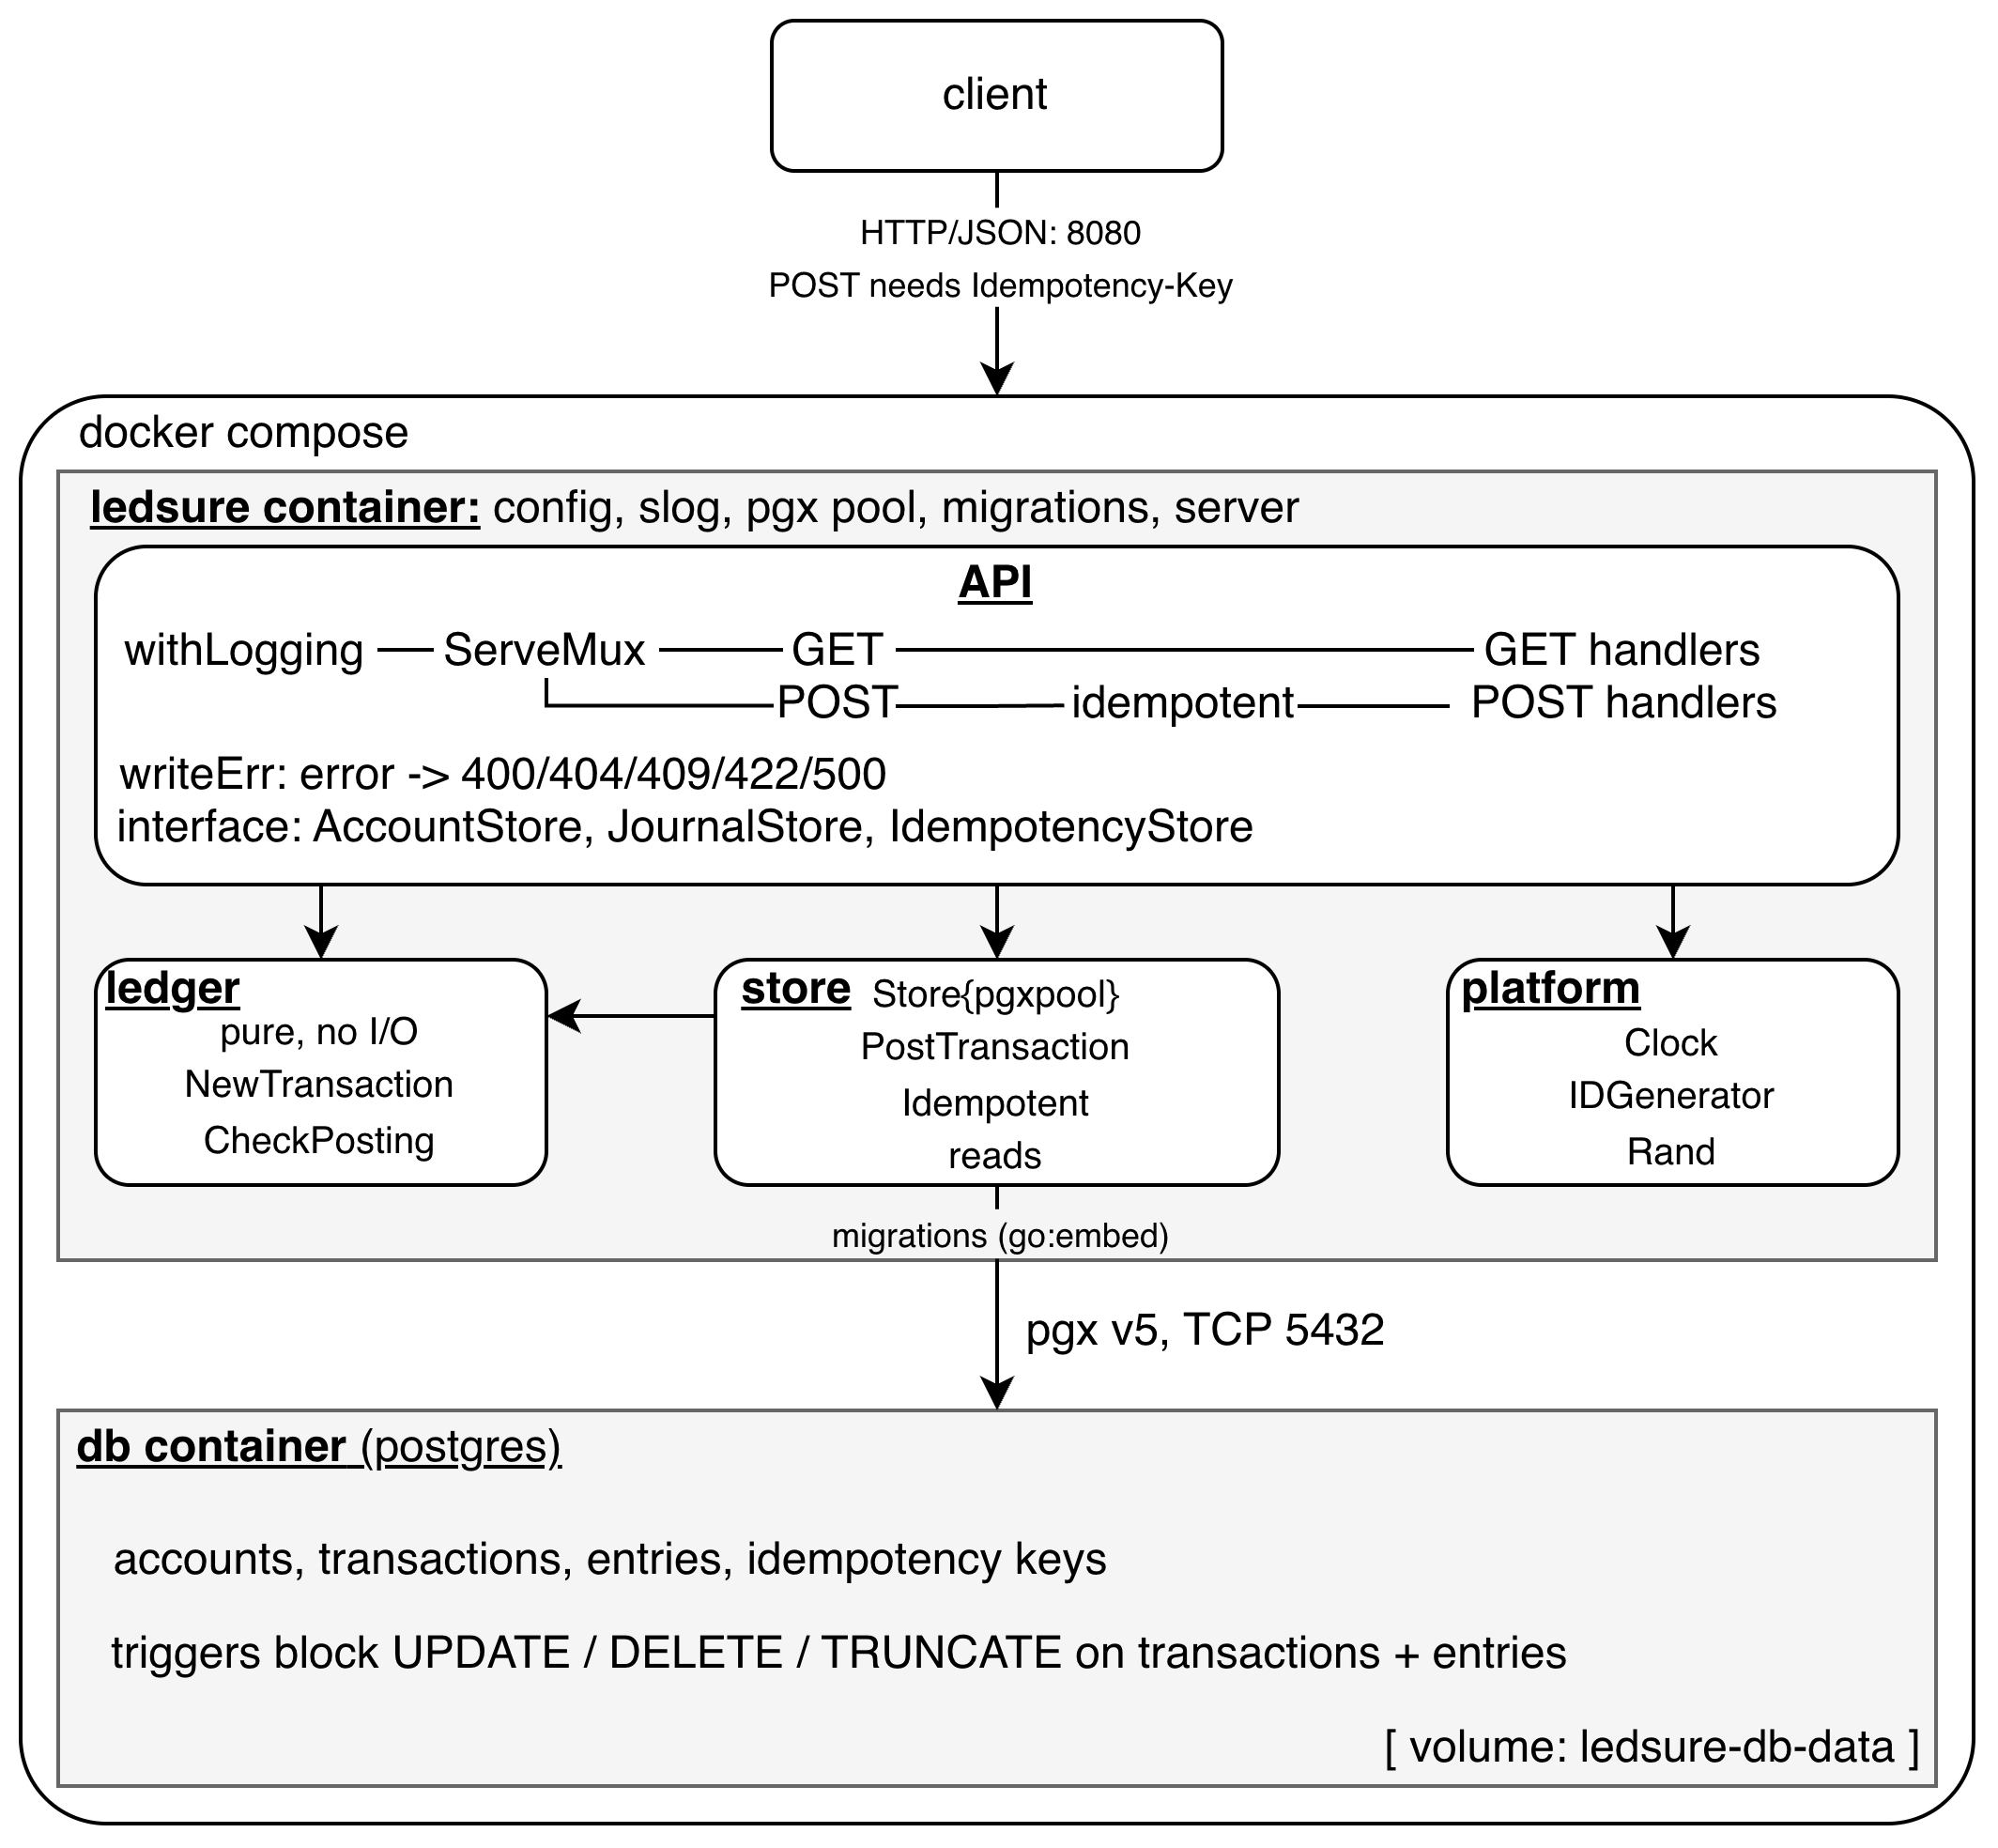 client
HTTP/JSON: 8080
POST needs Idempotency-Key
docker compose
ledsure container: config, slog, pgx pool, migrations, server
API
withLogging ServeMux GET GET handlers
POST idempotent POST handlers
writeErr: error -> 400/404/409/422/500
interface: AccountStore, JournalStore, IdempotencyStore
ledger
pure, no I/O
NewTransaction
CheckPosting
store Store{pgxpool}
PostTransaction
Idempotent
reads
platform
Clock
IDGenerator
Rand
migrations (go:embed)
pgx v5, TCP 5432
db container (postgres)
accounts, transactions, entries, idempotency keys
triggers block UPDATE / DELETE / TRUNCATE on transactions + entries
[ volume: ledsure-db-data ]